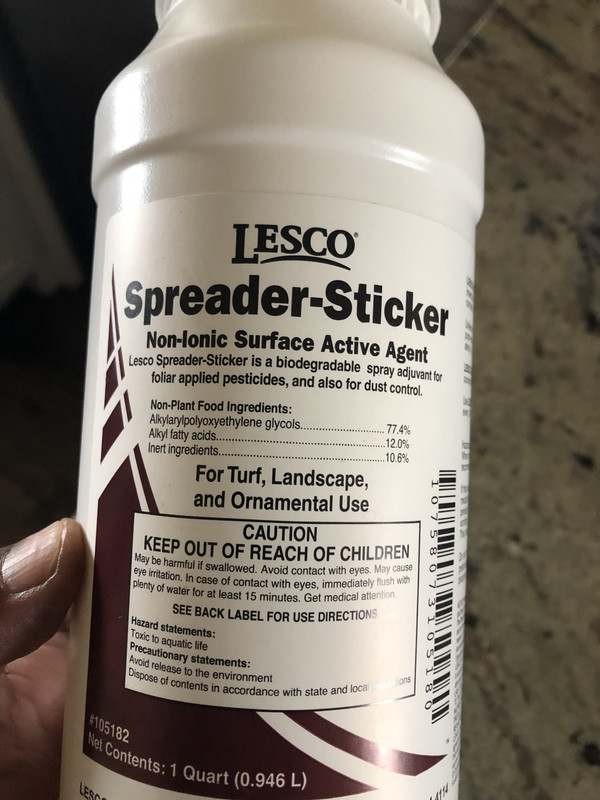 LESCO®
Spreader-Sticker
Non-Ionic Surface Active Agent
Lesco Spreader-Sticker is a biodegradable spray adjuvant for
foliar applied pesticides, and also for dust control.
Non-Plant Food Ingredients:
Alkylarylpolyoxyethylene glycols..............................77.4%
Alkyl fatty acids..........................................................12.0%
Inert ingredients..........................................................10.6%
For Turf, Landscape,
and Ornamental Use
CAUTION
KEEP OUT OF REACH OF CHILDREN
May be harmful if swallowed. Avoid contact with eyes. May cause
eye irritation. In case of contact with eyes, immediately flush with
plenty of water for at least 15 minutes. Get medical attention.
SEE BACK LABEL FOR USE DIRECTIONS
Hazard statements:
Toxic to aquatic life
Precautionary statements:
Avoid release to the environment
Dispose of contents in accordance with state and local
#105182
Net Contents: 1 Quart (0.946 L)
10758073105180